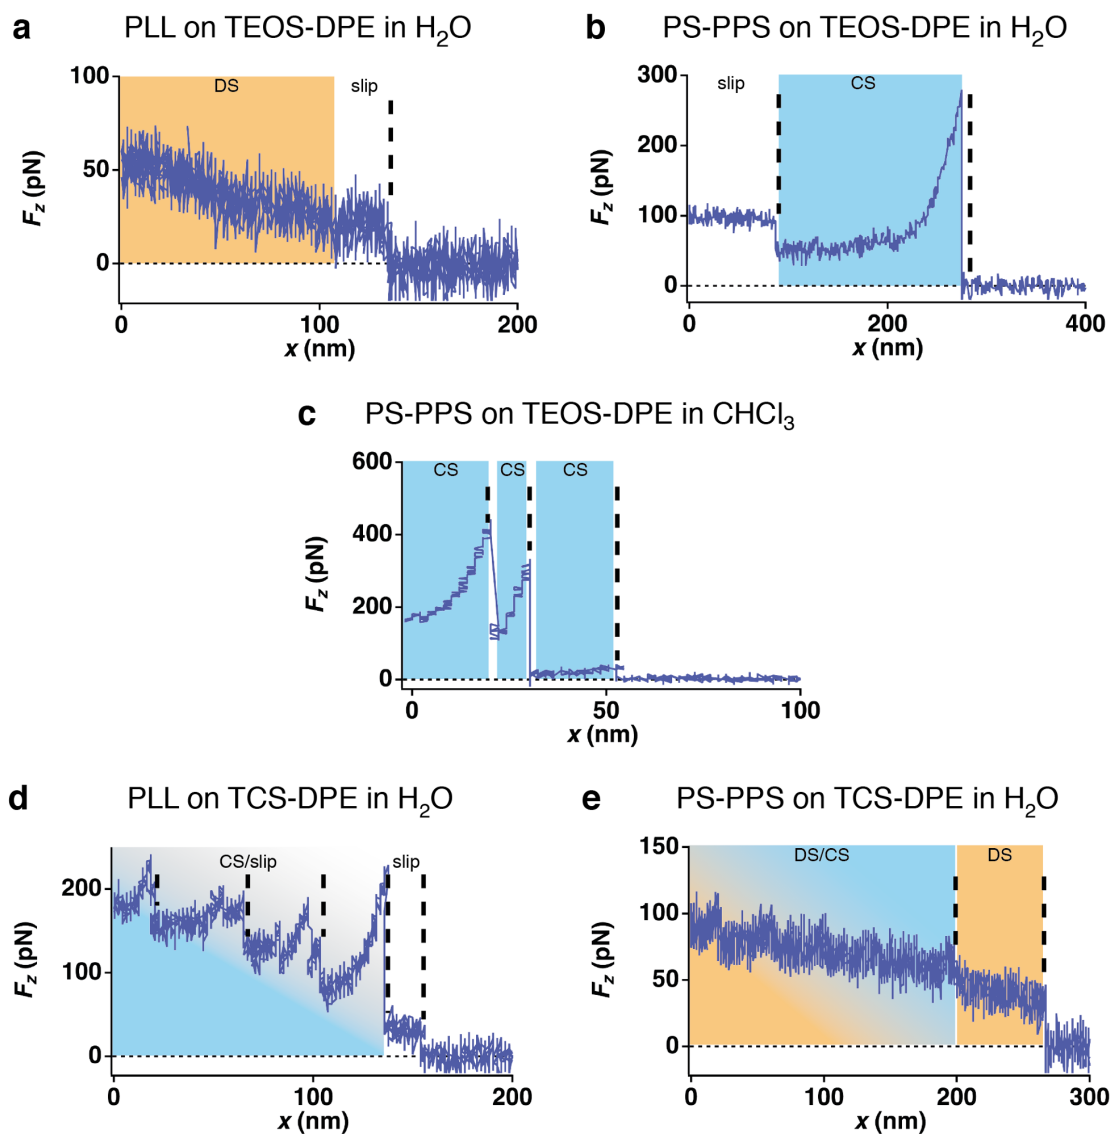 a PLL on TEOS-DPE in H2O
100
DS
slip
50
0
Fz (pN)
0 100 200
x (nm)
b PS-PPS on TEOS-DPE in H2O
300
slip
CS
200
100
0
Fz (pN)
0 200 400
x (nm)
c PS-PPS on TEOS-DPE in CHCl3
600
CS CS CS
400
200
0
Fz (pN)
0 50 100
x (nm)
d PLL on TCS-DPE in H2O
CS/slip
slip
200
100
0
Fz (pN)
0 100 200
x (nm)
e PS-PPS on TCS-DPE in H2O
150
DS/CS
DS
100
50
0
Fz (pN)
0 100 200 300
x (nm)